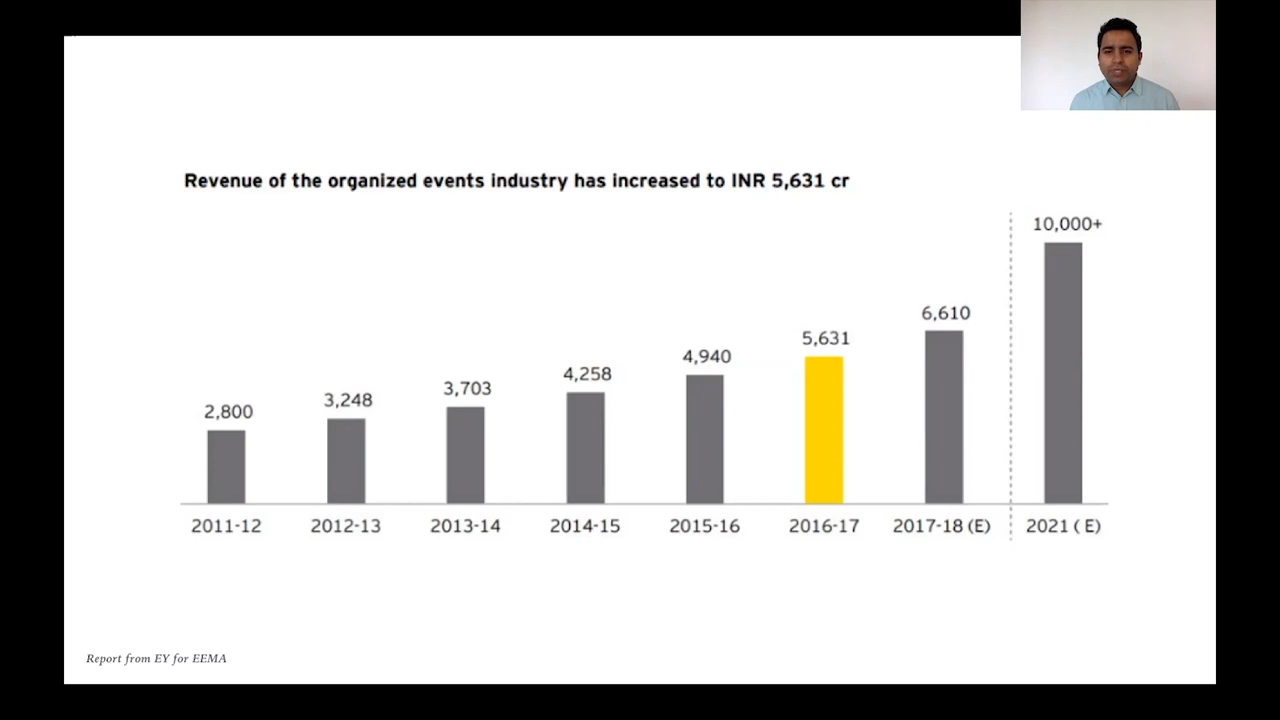 Revenue of the organized events industry has increased to INR 5,631 cr
10,000+
6,610
5,631
4,940
4,258
3,703
3,248
2,800
2011-12 2012-13 2013-14 2014-15 2015-16 2016-17 2017-18 (E) 2021 ( E)
Report from EY for EEMA